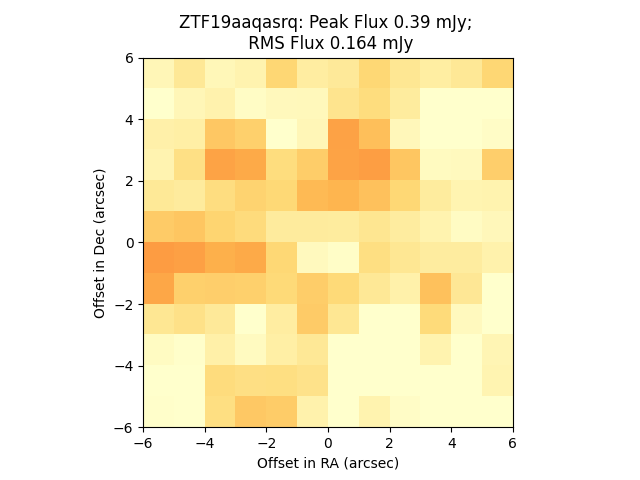 ZTF19aaqasrq: Peak Flux 0.39 mJy;
RMS Flux 0.164 mJy
6
4
2
0
−2
−4
−6
Offset in Dec (arcsec)
−6 −4 −2 0 2 4 6
Offset in RA (arcsec)